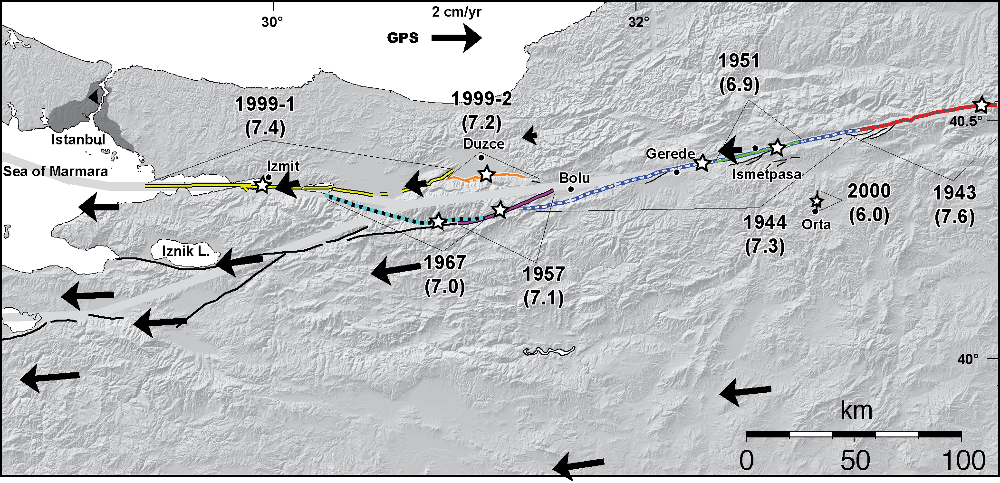 2 cm/yr
30°
32°
GPS
1951
(6.9)
1999-1
(7.4)
1999-2
(7.2)
Duzce
40.5°
Istanbul
Gerede
Izmit
Sea of Marmara
Bolu
Ismetpasa
2000
(6.0)
1943
(7.6)
1944
(7.3)
Orta
Iznik L.
1967
(7.0)
1957
(7.1)
40°
km
0 50 100